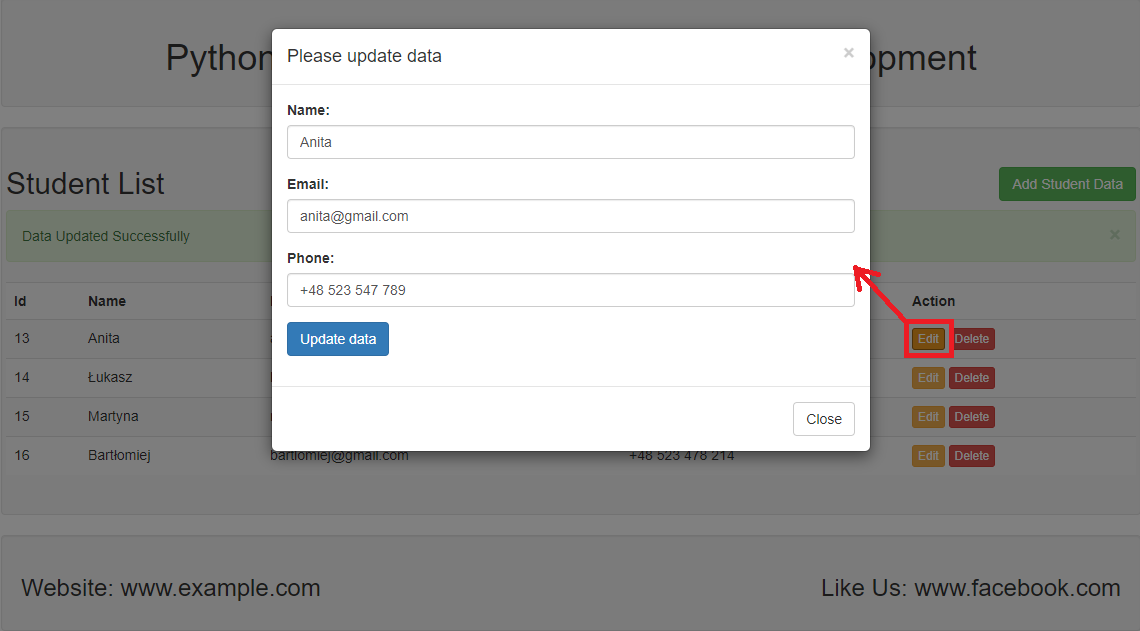 Python
opment
Please update data
×
Name:
Anita
Email:
anita@gmail.com
Phone:
+48 523 547 789
Update data
Close
Student List
Add Student Data
Data Updated Successfully
×
Id Name Action
13 Anita Edit Delete
14 Łukasz Edit Delete
15 Martyna Edit Delete
16 Bartłomiej bartlomiej@gmail.com +48 523 478 214 Edit Delete
Website: www.example.com
Like Us: www.facebook.com